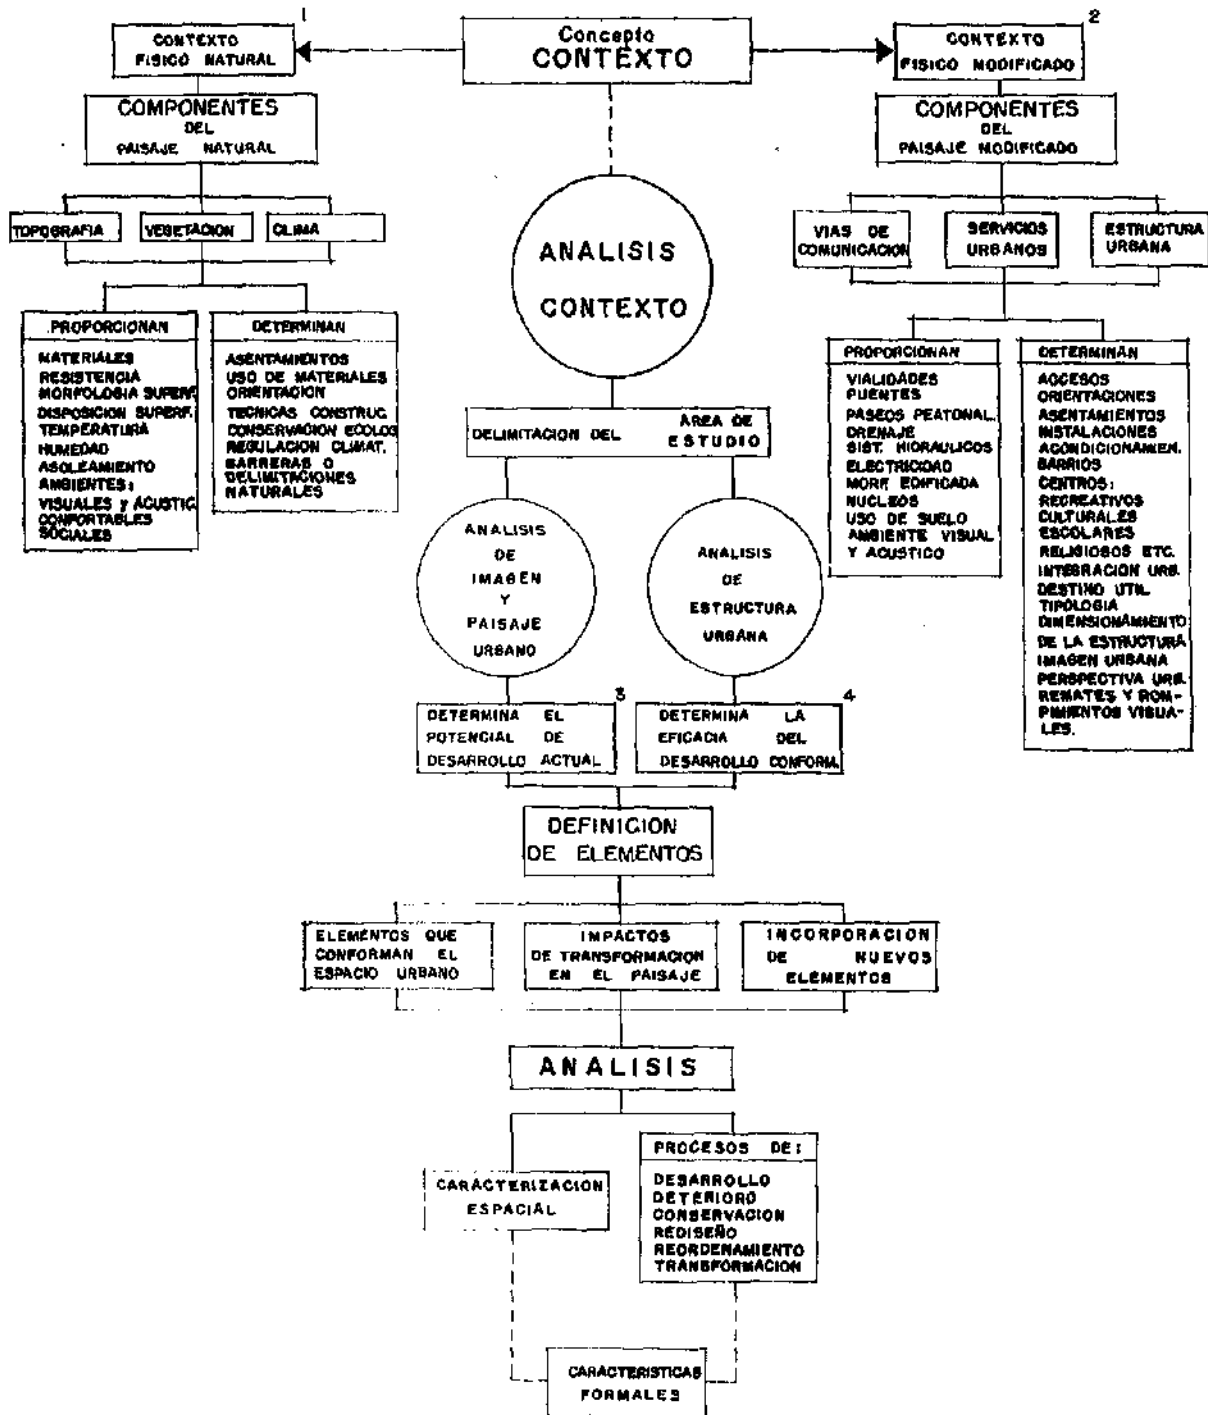 1
CONTEXTO
FISICO NATURAL
Concepto
CONTEXTO
2
CONTEXTO
FISICO MODIFICADO
COMPONENTES
DEL
PAISAJE NATURAL
COMPONENTES
DEL
PAISAJE MODIFICADO
TOPOGRAFIA
VEGETACION
CLIMA
ANALISIS
CONTEXTO
VIAS DE
COMUNICACION
SERVICIOS
URBANOS
ESTRUCTURA
URBANA
PROPORCIONAN
MATERIALES
RESISTENCIA
MORFOLOGIA SUPERF.
DISPOSICION SUPERF.
TEMPERATURA
HUMEDAD
ASOLEAMIENTO
AMBIENTES:
VISUALES y ACUSTIC.
CONFORTABLES
SOCIALES
DETERMINAN
ASENTAMIENTOS
USO DE MATERIALES
ORIENTACION
TECNICAS CONSTRUC.
CONSERVACION ECOLOG
REGULACION CLIMAT.
BARRERAS O
DELIMITACIONES
NATURALES
PROPORCIONAN
VIALIDADES
PUENTES
PASEOS PEATONAL.
DRENAJE
SIST. HIDRAULICOS
ELECTRICIDAD
MORF. EDIFICADA
NUCLEOS
USO DE SUELO
AMBIENTE VISUAL
Y ACUSTICO
DETERMINAN
ACCESOS
ORIENTACIONES
ASENTAMIENTOS
INSTALACIONES
ACONDICIONAMIEN.
BARRIOS
CENTROS:
RECREATIVOS
CULTURALES
ESCOLARES
RELIGIOSOS ETC.
INTEGRACION URB.
DESTINO UTIL.
TIPOLOGIA
DIMENSIONAMIENTO
DE LA ESTRUCTURA
IMAGEN URBANA
PERSPECTIVA URB.
REMATES Y ROM-
PIMIENTOS VISUA-
LES.
DELIMITACION DEL
AREA DE
ESTUDIO
ANALISIS
DE
IMAGEN
Y
PAISAJE
URBANO
ANALISIS
DE
ESTRUCTURA
URBANA
3
DETERMINA EL
POTENCIAL DE
DESARROLLO ACTUAL
4
DETERMINA LA
EFICACIA DEL
DESARROLLO CONFORM.
DEFINICION
DE ELEMENTOS
ELEMENTOS QUE
CONFORMAN EL
ESPACIO URBANO
IMPACTOS
DE TRANSFORMACION
EN EL PAISAJE
INCORPORACION
DE NUEVOS
ELEMENTOS
ANALISIS
CARACTERIZACION
ESPACIAL
PROCESOS DE:
DESARROLLO
DETERIORO
CONSERVACION
REDISEÑO
REORDENAMIENTO
TRANSFORMACION
CARACTERISTICAS
FORMALES